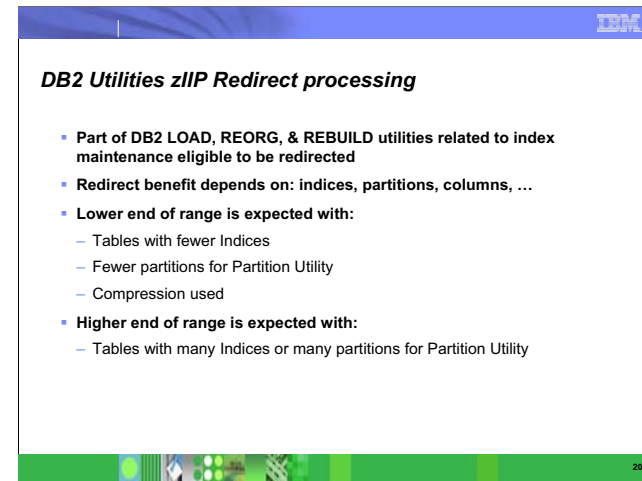 IBM
DB2 Utilities zIIP Redirect processing
▪ Part of DB2 LOAD, REORG, & REBUILD utilities related to index
maintenance eligible to be redirected
▪ Redirect benefit depends on: indices, partitions, columns, …
▪ Lower end of range is expected with:
– Tables with fewer Indices
– Fewer partitions for Partition Utility
– Compression used
▪ Higher end of range is expected with:
– Tables with many Indices or many partitions for Partition Utility
20